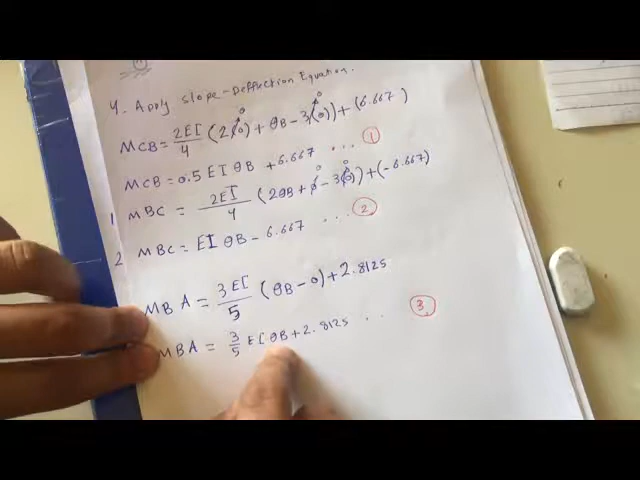 4- Apply slope-Deflection Equation.
MCB = 2EI/4 (2(0) + θB - 3(0)) + (6.667)
MCB = 0.5 EI θB + 6.667 ... 1
1 MBC = 2EI/4 (2θB + 0 - 3(0)) + (-6.667)
2 MBC = EI θB - 6.667 ... 2
MBA = 3EI/5 (θB - 0) + 2.8125
MBA = 3/5 EI θB + 2.8125 ... 3